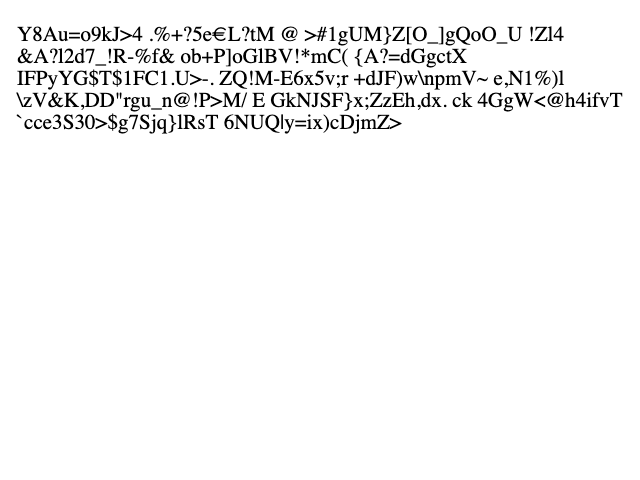 Y8Au=o9kJ>4 .%+?5e€L?tM @ >#1gUM}Z[O_]gQoO_U !Zl4
&A?l2d7_!R-%f& ob+P]oGlBV!*mC( {A?=dGgctX
IFPyYG$T$1FC1.U>-. ZQ!M-E6x5v;r +dJF)w\npmV~ e,N1%)l
\zV&K,DD"rgu_n@!P>M/ E GkNJSF}x;ZzEh,dx. ck 4GgW<@h4ifvT
`cce3S30>$g7Sjq}lRsT 6NUQ|y=ix)cDjmZ>